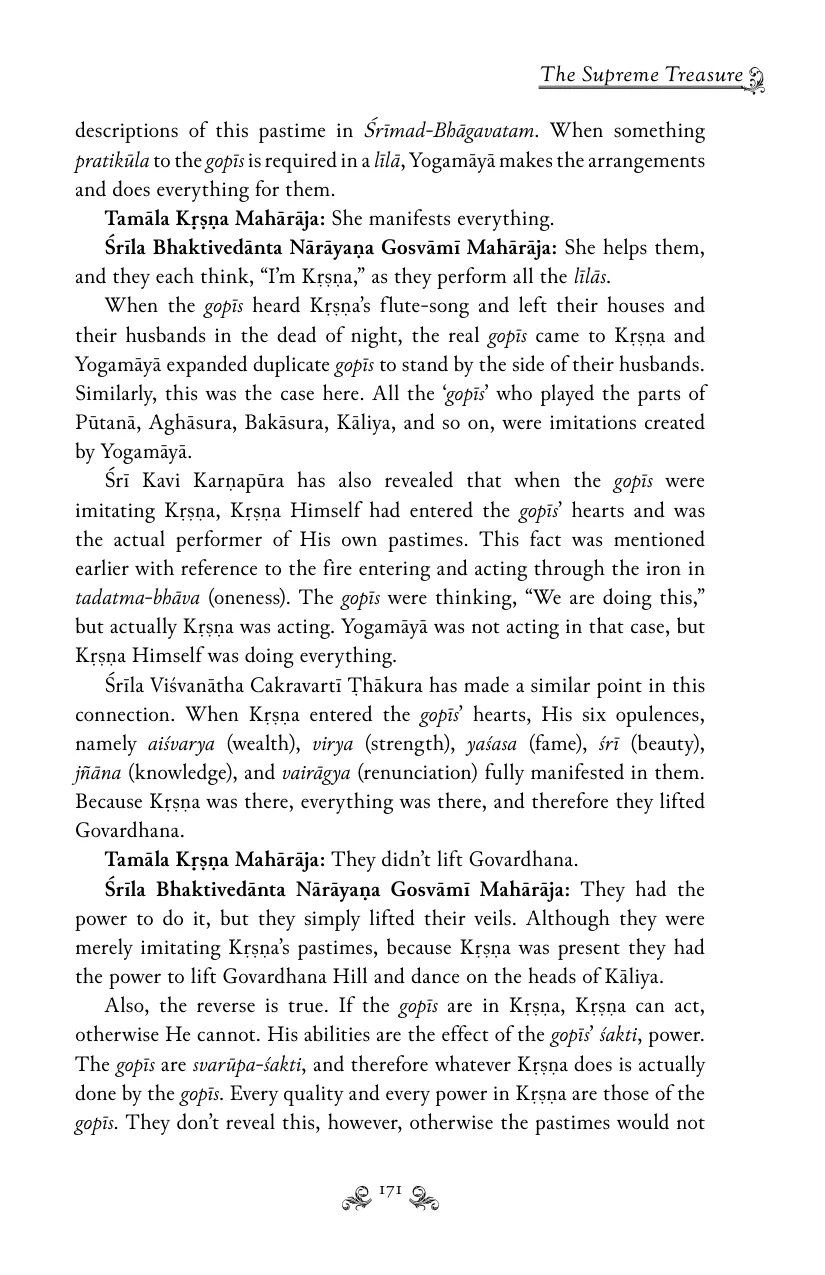 The Supreme Treasure
descriptions of this pastime in Śrīmad-Bhāgavatam. When something
pratikūla to the gopīs is required in a līlā, Yogamāyā makes the arrangements
and does everything for them.
Tamāla Kṛṣṇa Mahārāja: She manifests everything.
Śrīla Bhaktivedānta Nārāyaṇa Gosvāmī Mahārāja: She helps them,
and they each think, “I’m Kṛṣṇa,” as they perform all the līlās.
When the gopīs heard Kṛṣṇa’s flute-song and left their houses and
their husbands in the dead of night, the real gopīs came to Kṛṣṇa and
Yogamāyā expanded duplicate gopīs to stand by the side of their husbands.
Similarly, this was the case here. All the ‘gopīs’ who played the parts of
Pūtanā, Aghāsura, Bakāsura, Kāliya, and so on, were imitations created
by Yogamāyā.
Śrī Kavi Karṇapūra has also revealed that when the gopīs were
imitating Kṛṣṇa, Kṛṣṇa Himself had entered the gopīs’ hearts and was
the actual performer of His own pastimes. This fact was mentioned
earlier with reference to the fire entering and acting through the iron in
tadatma-bhāva (oneness). The gopīs were thinking, “We are doing this,”
but actually Kṛṣṇa was acting. Yogamāyā was not acting in that case, but
Kṛṣṇa Himself was doing everything.
Śrīla Viśvanātha Cakravartī Ṭhākura has made a similar point in this
connection. When Kṛṣṇa entered the gopīs’ hearts, His six opulences,
namely aiśvarya (wealth), virya (strength), yaśasa (fame), śrī (beauty),
jñāna (knowledge), and vairāgya (renunciation) fully manifested in them.
Because Kṛṣṇa was there, everything was there, and therefore they lifted
Govardhana.
Tamāla Kṛṣṇa Mahārāja: They didn’t lift Govardhana.
Śrīla Bhaktivedānta Nārāyaṇa Gosvāmī Mahārāja: They had the
power to do it, but they simply lifted their veils. Although they were
merely imitating Kṛṣṇa’s pastimes, because Kṛṣṇa was present they had
the power to lift Govardhana Hill and dance on the heads of Kāliya.
Also, the reverse is true. If the gopīs are in Kṛṣṇa, Kṛṣṇa can act,
otherwise He cannot. His abilities are the effect of the gopīs’ śakti, power.
The gopīs are svarūpa-śakti, and therefore whatever Kṛṣṇa does is actually
done by the gopīs. Every quality and every power in Kṛṣṇa are those of the
gopīs. They don’t reveal this, however, otherwise the pastimes would not
171